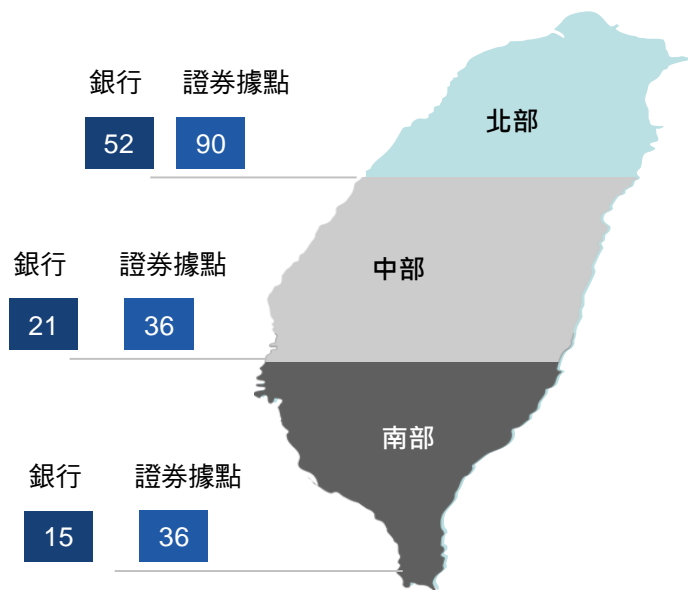 銀行 證券據點
52 90
北部
銀行 證券據點
21 36
中部
南部
銀行 證券據點
15 36